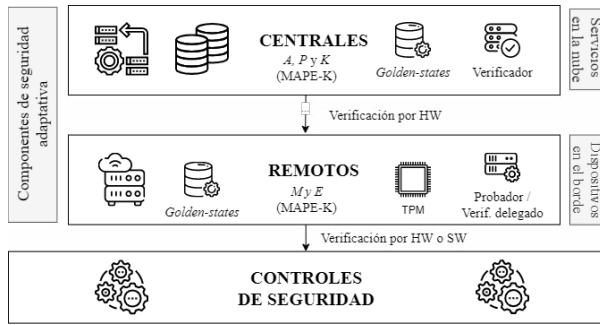 Componentes de seguridad
adaptativa
CENTRALES
A, P y K
(MAPE-K)
Golden-states
Verificador
Servicios
en la nube
Verificación por HW
REMOTOS
M y E
(MAPE-K)
Golden-states
TPM
Probador /
Verif. delegado
Dispositivos
en el borde
Verificación por HW o SW
CONTROLES
DE SEGURIDAD